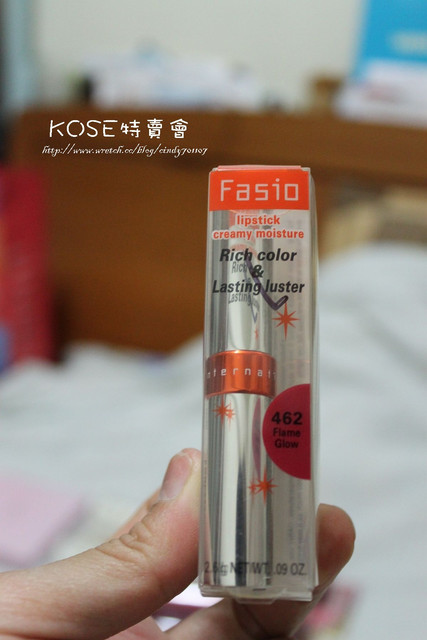 KOSE特賣會
http://www.wretch.cc/blog/cindy701107
Fasio
lipstick
creamy moisture
Rich color
&
Lasting luster
462
Flame
Glow
NET WT. .09 OZ.